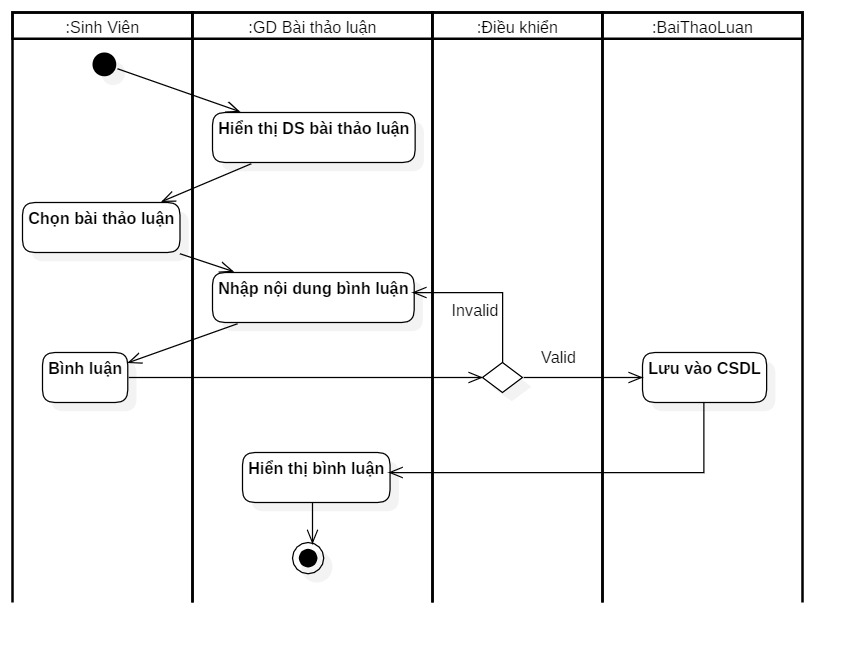 :Sinh Viên
:GD Bài thảo luận
:Điều khiển
:BaiThaoLuan
Hiển thị DS bài thảo luận
Chọn bài thảo luận
Nhập nội dung bình luận
Invalid
Valid
Bình luận
Lưu vào CSDL
Hiển thị bình luận